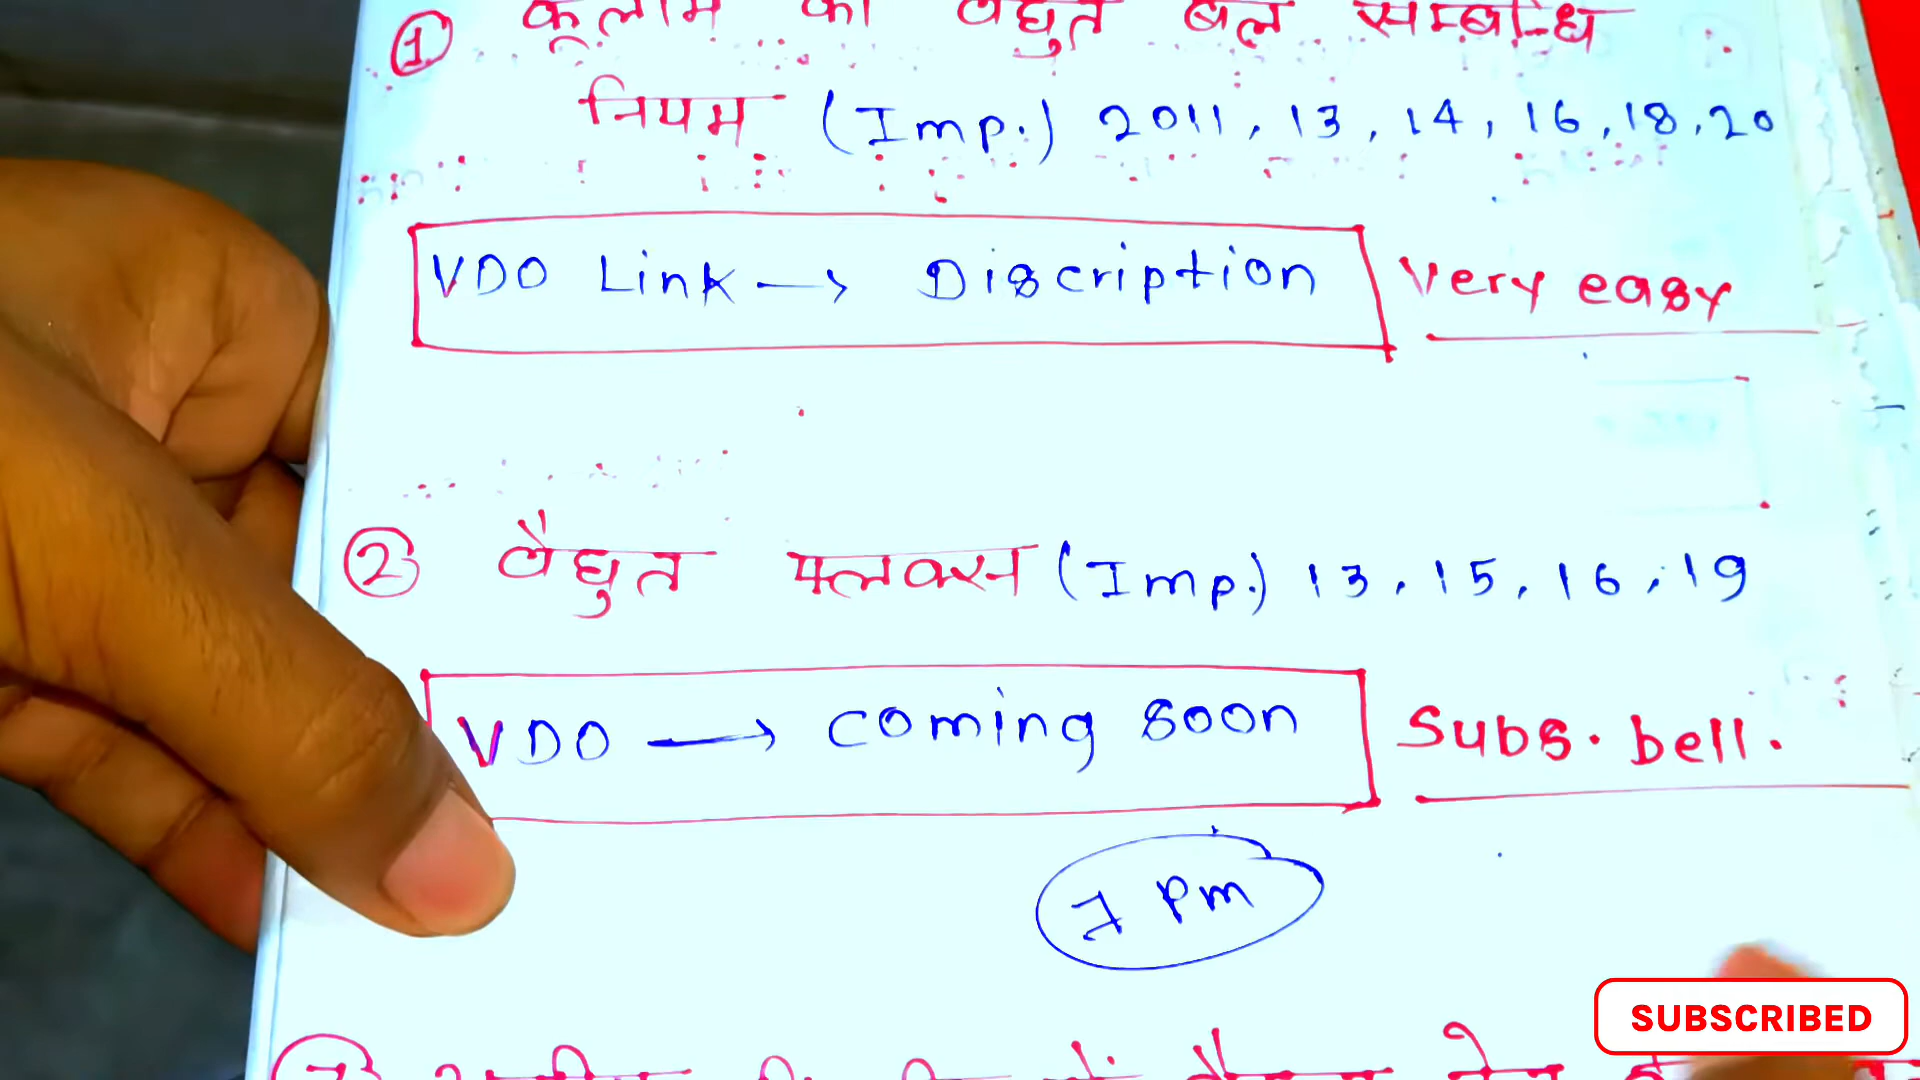 ① कूलाम का वैघुत बल सम्बन्धि
नियम (Imp.) 2011, 13, 14, 16, 18, 20
VDO Link → Discription Very easy
② वैघुत फ्लक्स (Imp.) 13, 15, 16, 19
VDO → Coming soon Subs. bell.
7 Pm
SUBSCRIBED